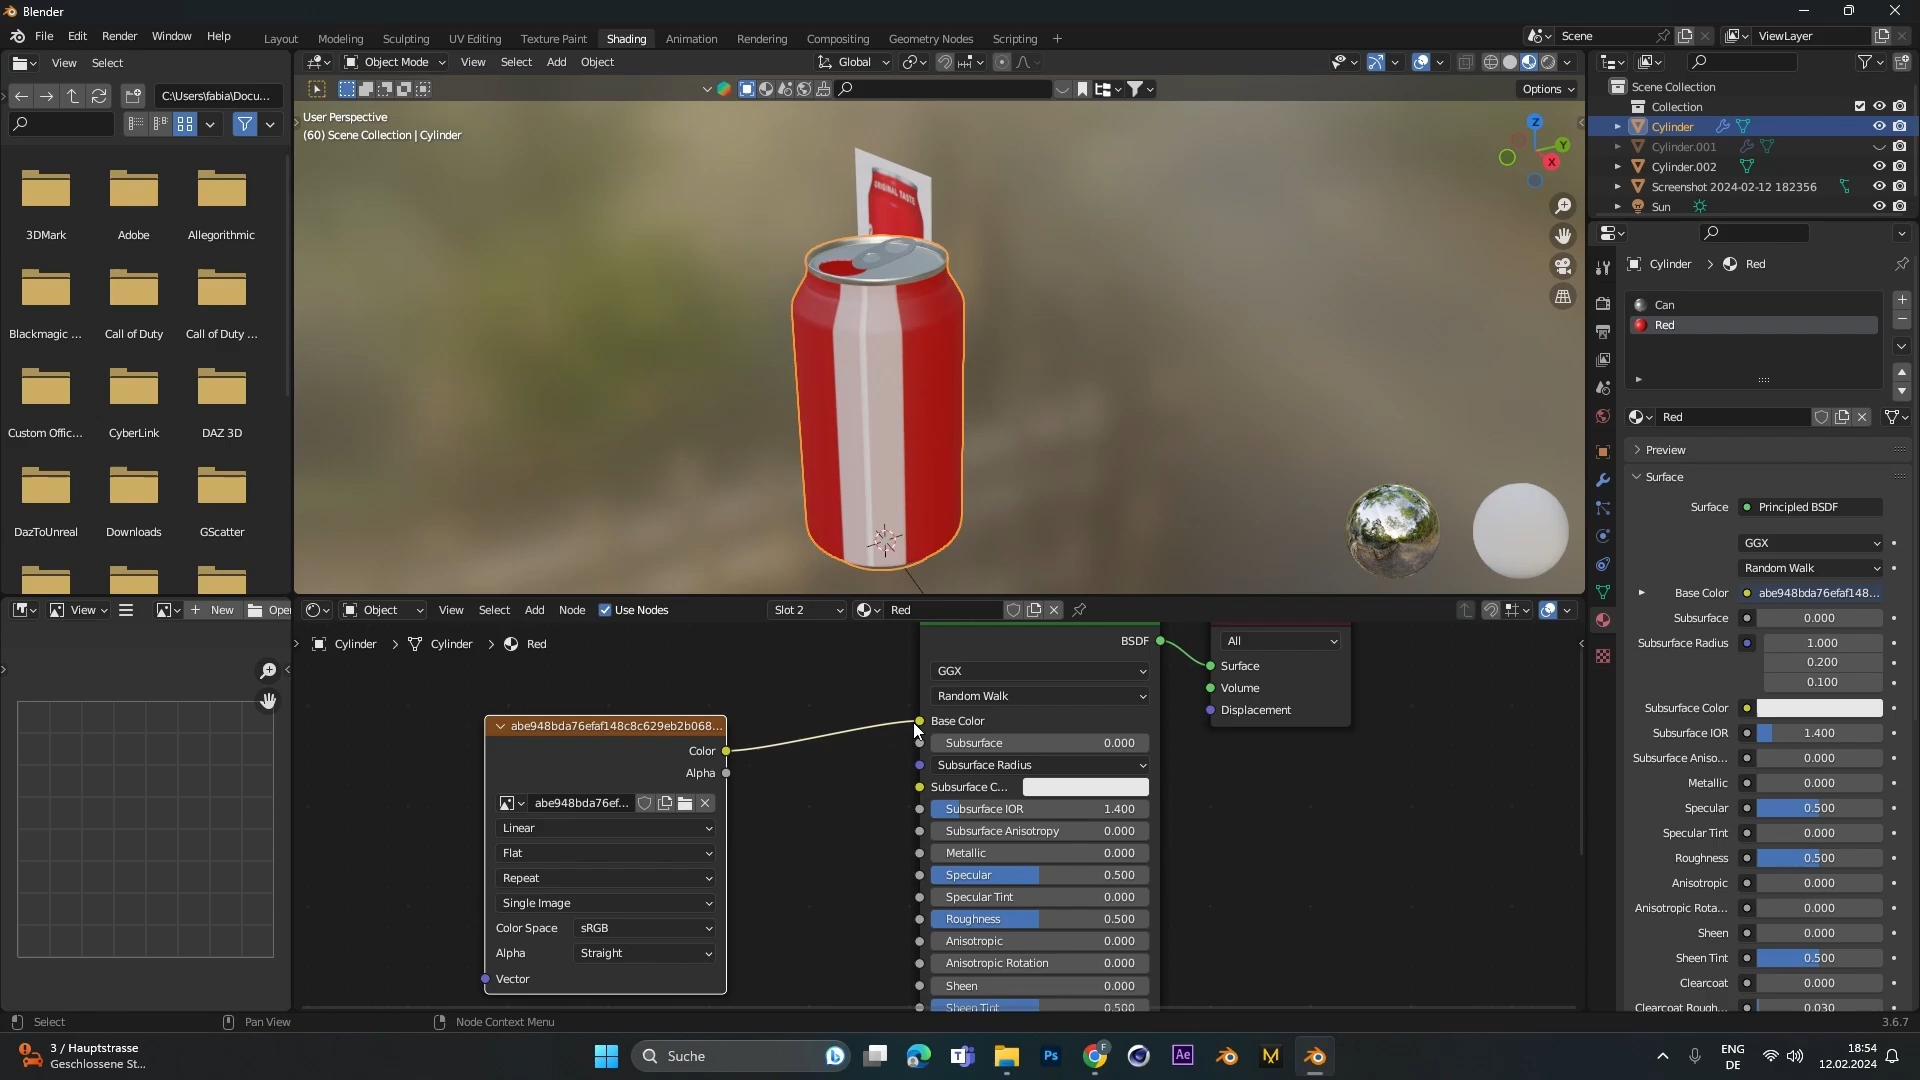 Blender
File Edit Render Window Help
Layout Modeling Sculpting UV Editing Texture Paint Shading Animation Rendering Compositing Geometry Nodes Scripting +
Scene
ViewLayer
View Select
Object Mode View Select Add Object
Global
C:\Users\fabia\Docu...
Options
User Perspective
(60) Scene Collection | Cylinder
Z
Y
X
ORIGINAL TASTE
3DMark Adobe Allegorithmic
Blackmagic ... Call of Duty Call of Duty ...
Custom Offic... CyberLink DAZ 3D
DazToUnreal Downloads GScatter
Scene Collection
Collection
Cylinder
Cylinder.001
Cylinder.002
Screenshot 2024-02-12 182356
Sun
Cylinder > Red
Can
Red
Red
Preview
Surface
Surface Principled BSDF
GGX
Random Walk
Base Color abe948bda76efaf148...
Subsurface 0.000
Subsurface Radius 1.000
0.200
0.100
Subsurface Color
Subsurface IOR 1.400
Subsurface Aniso... 0.000
Metallic 0.000
Specular 0.500
Specular Tint 0.000
Roughness 0.500
Anisotropic 0.000
Anisotropic Rota... 0.000
Sheen 0.000
Sheen Tint 0.500
Clearcoat 0.000
Clearcoat Rough... 0.030
View + New Open
Object View Select Add Node Use Nodes Slot 2 Red
Cylinder > Cylinder > Red
abe948bda76efaf148c8c629eb2b068...
Color
Alpha
abe948bda76ef...
Linear
Flat
Repeat
Single Image
Color Space sRGB
Alpha Straight
Vector
BSDF
GGX
Random Walk
Base Color
Subsurface 0.000
Subsurface Radius
Subsurface C...
Subsurface IOR 1.400
Subsurface Anisotropy 0.000
Metallic 0.000
Specular 0.500
Specular Tint 0.000
Roughness 0.500
Anisotropic 0.000
Anisotropic Rotation 0.000
Sheen 0.000
Sheen Tint 0.500
All
Surface
Volume
Displacement
Select Pan View Node Context Menu 3.6.7
3 / Hauptstrasse
Geschlossene St...
Suche
Ps
Ae
M
F
ENG
DE
18:54
12.02.2024